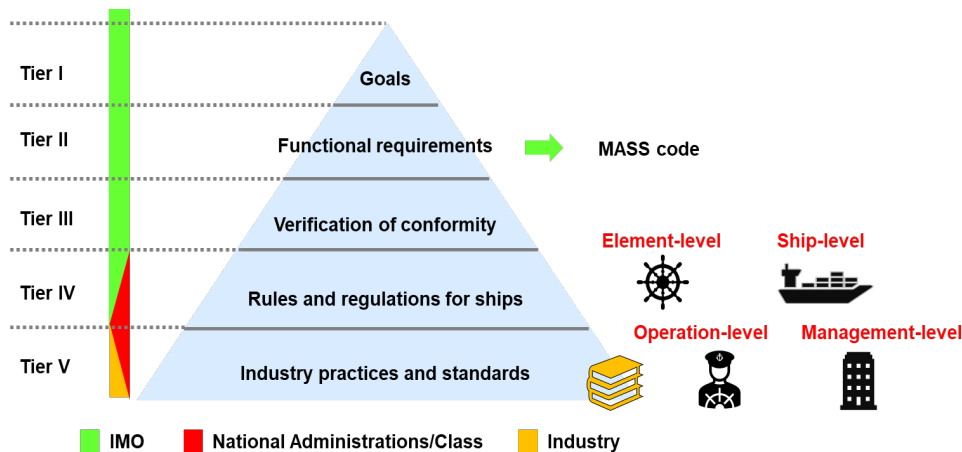 Tier I
Goals
Tier II
Functional requirements
MASS code
Tier III
Verification of conformity
Element-level
Ship-level
Tier IV
Rules and regulations for ships
Operation-level
Management-level
Tier V
Industry practices and standards
IMO
National Administrations/Class
Industry